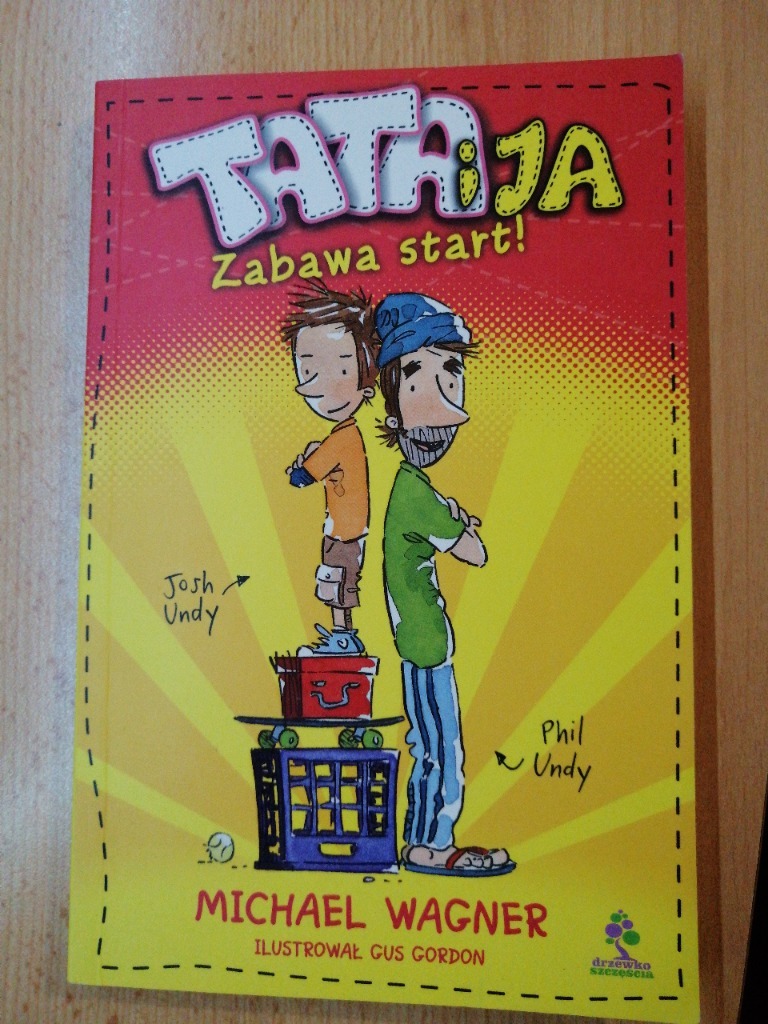 TATA i JA
Zabawa start!
Josh
Undy
Phil
Undy
MICHAEL WAGNER
ILUSTROWAŁ GUS GORDON
drzewko
szczęścia